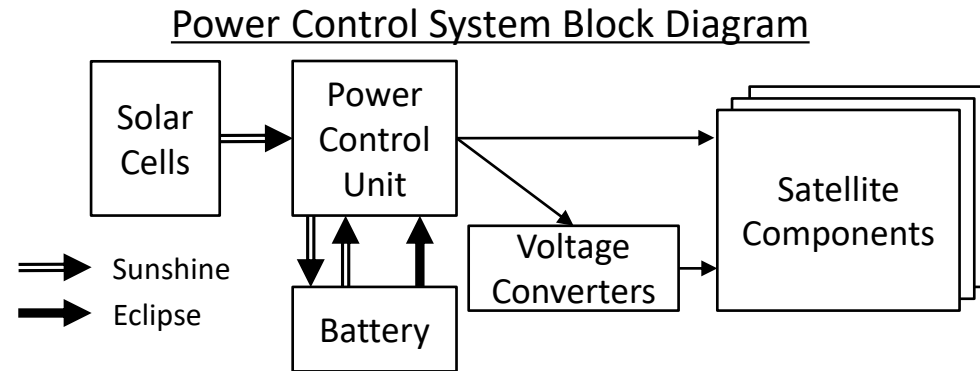 Power Control System Block Diagram
Solar
Cells
Power
Control
Unit
Satellite
Components
Voltage
Converters
Battery
Sunshine
Eclipse